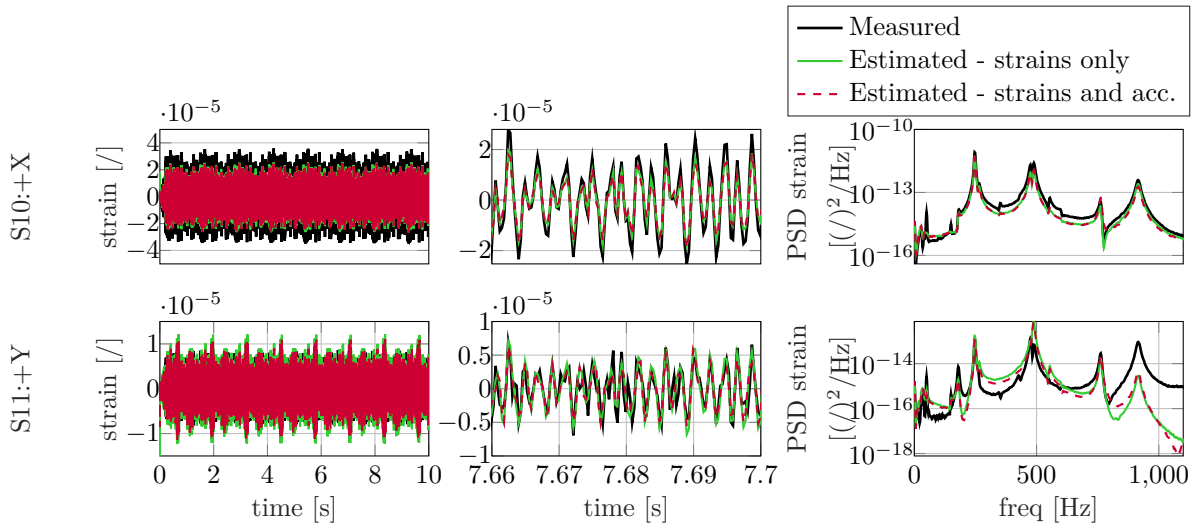 Measured
Estimated - strains only
Estimated - strains and acc.
S10:+X
strain [/]
·10⁻⁵
4
2
0
−2
−4
·10⁻⁵
2
0
−2
PSD strain
[(/)²/Hz]
10⁻¹⁰
10⁻¹³
10⁻¹⁶
S11:+Y
strain [/]
·10⁻⁵
1
0
−1
0 2 4 6 8 10
time [s]
·10⁻⁵
1
0.5
0
−0.5
−1
7.66 7.67 7.68 7.69 7.7
time [s]
PSD strain
[(/)²/Hz]
10⁻¹⁴
10⁻¹⁶
10⁻¹⁸
0 500 1,000
freq [Hz]